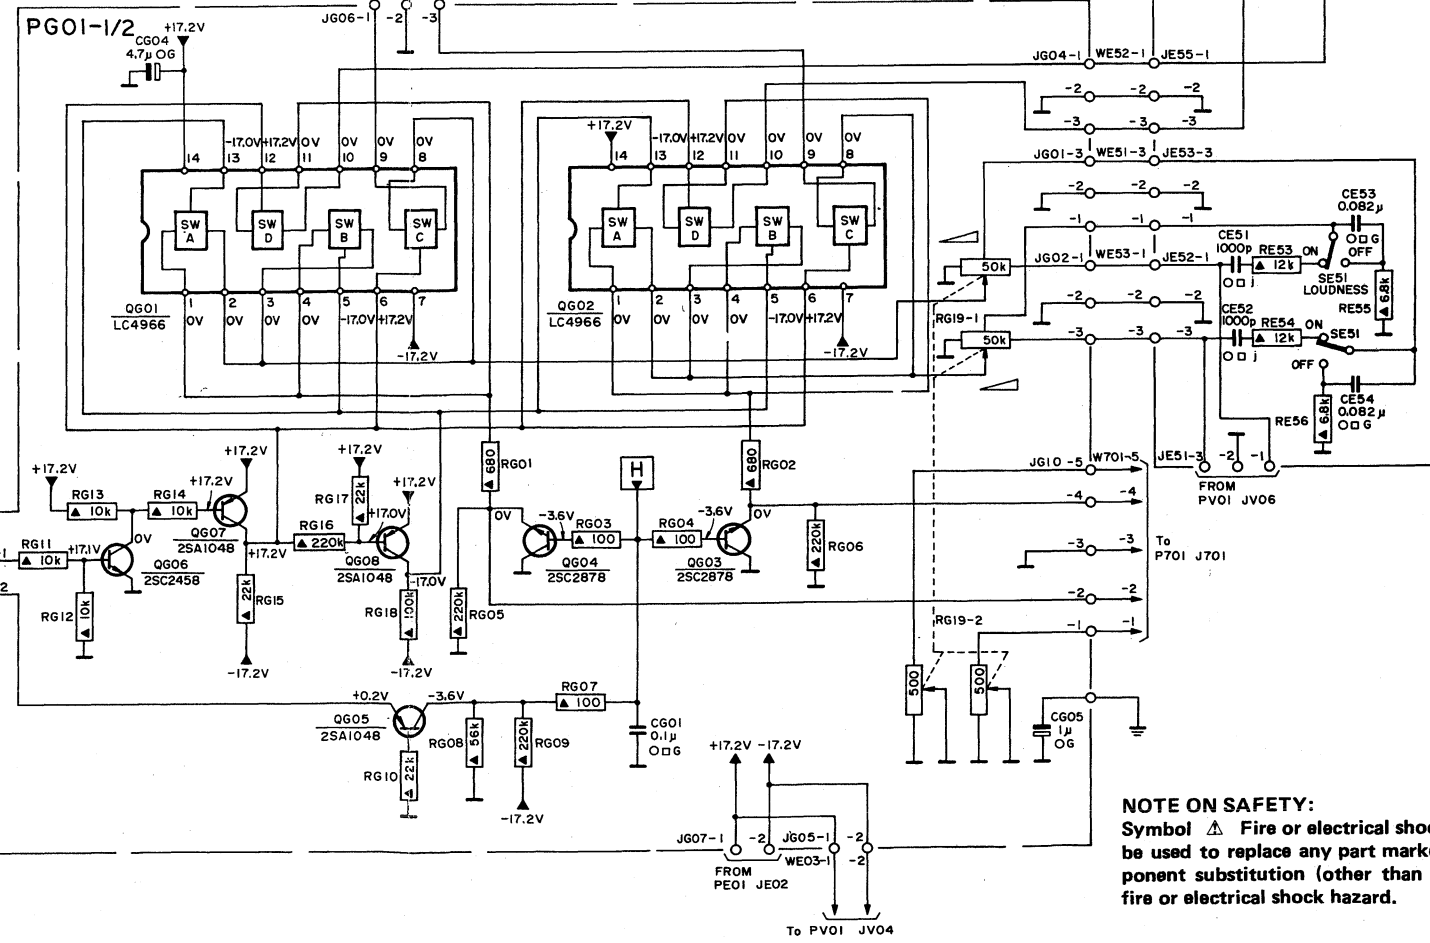 PG01-1/2
+17.2V
CG04
4.7μ OG
JG06-1 -2 -3
JG04-1 WE52-1 JE55-1
-2 -2 -2
-3 -3 -3
JG01-3 WE51-3 JE53-3
-2 -2 -2
-1 -1 -1
JG02-1 WE53-1 JE52-1
-2 -2 -2
-3 -3 -3
-17.0V +17.2V 0V 0V 0V 0V
14 13 12 11 10 9 8
SW A
SW D
SW B
SW C
1 2 3 4 5 6 7
0V 0V 0V 0V -17.0V +17.2V
-17.2V
QG01
LC4966
+17.2V
-17.0V +17.2V 0V 0V 0V 0V
14 13 12 11 10 9 8
SW A
SW D
SW B
SW C
1 2 3 4 5 6 7
0V 0V 0V 0V -17.0V +17.2V
-17.2V
QG02
LC4966
50k
RG19-1
50k
CE53
0.082μ
O□G
CE51
1000p
O□j
RE53
12k
ON
OFF
SE51
LOUDNESS
RE55
6.8k
CE52
1000p
O□j
RE54
12k
ON
SE51
OFF
CE54
0.082μ
O□G
RE56
6.8k
JE51-3 -2 -1
FROM
PV01 JV06
JG10-5 W701-5
-4 -4
-3 -3
-2 -2
-1 -1
To
P701 J701
+17.2V
RG13
10k
RG14
10k
+17.2V
+17.2V
QG07
2SA1048
RG11
10k
+17.1V
0V
QG06
2SC2458
RG12
10k
+17.2V
RG15
22k
-17.2V
RG16
220k
+17.2V
RG17
22k
+17.0V
+17.2V
QG08
2SA1048
-17.0V
RG18
100k
-17.2V
680
RG01
0V
-3.6V
RG03
100
QG04
2SC2878
220k
RG05
H
RG04
100
-3.6V
QG03
2SC2878
680
RG02
0V
220k
RG06
RG19-2
500
500
-1
2
+0.2V
-3.6V
QG05
2SA1048
RG10
22k
RG08
56k
220k
RG09
-17.2V
RG07
100
CG01
0.1μ
O□G
CG05
1μ
OG
+17.2V -17.2V
JG07-1 -2 JG05-1 -2
WE03-1 -2
FROM
PE01 JE02
To PV01 JV04
NOTE ON SAFETY:
Symbol ⚠ Fire or electrical sho
be used to replace any part mark
ponent substitution (other than
fire or electrical shock hazard.